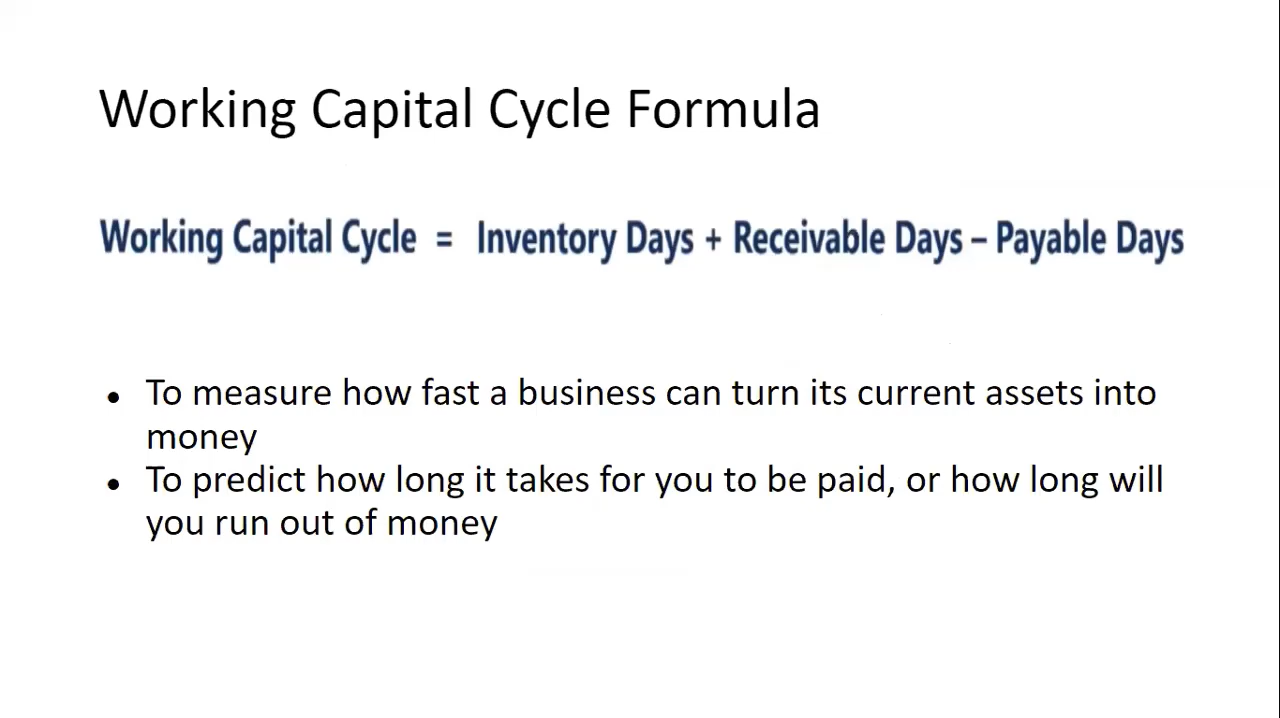 Working Capital Cycle Formula
Working Capital Cycle = Inventory Days + Receivable Days – Payable Days
• To measure how fast a business can turn its current assets into
money
• To predict how long it takes for you to be paid, or how long will
you run out of money